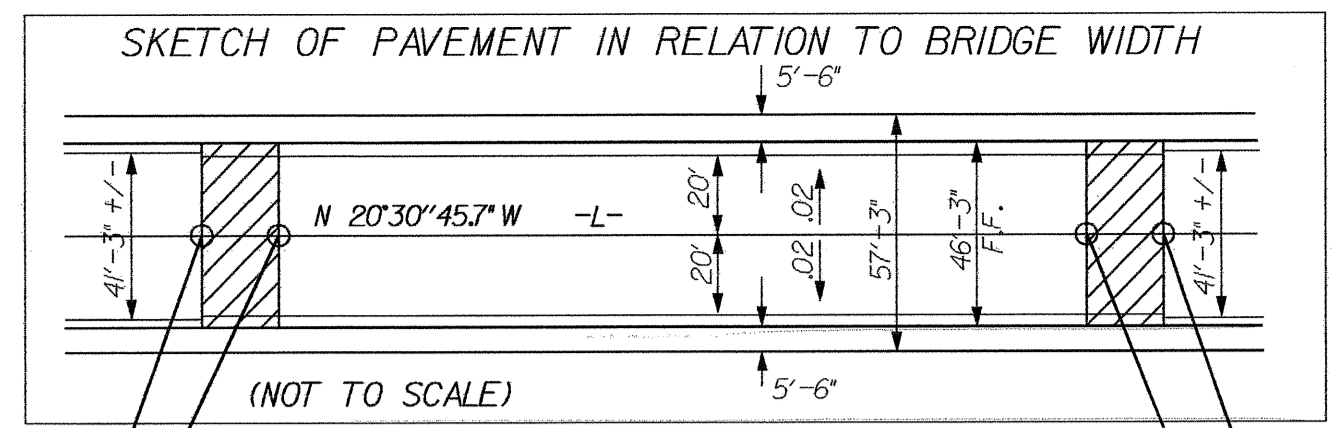 SKETCH OF PAVEMENT IN RELATION TO BRIDGE WIDTH
5'-6"
41'-3" +/-
N 20°30''45.7" W -L-
20'
20'
.02
.02
57'-3"
46'-3"
F.F.
41'-3" +/-
(NOT TO SCALE)
5'-6"